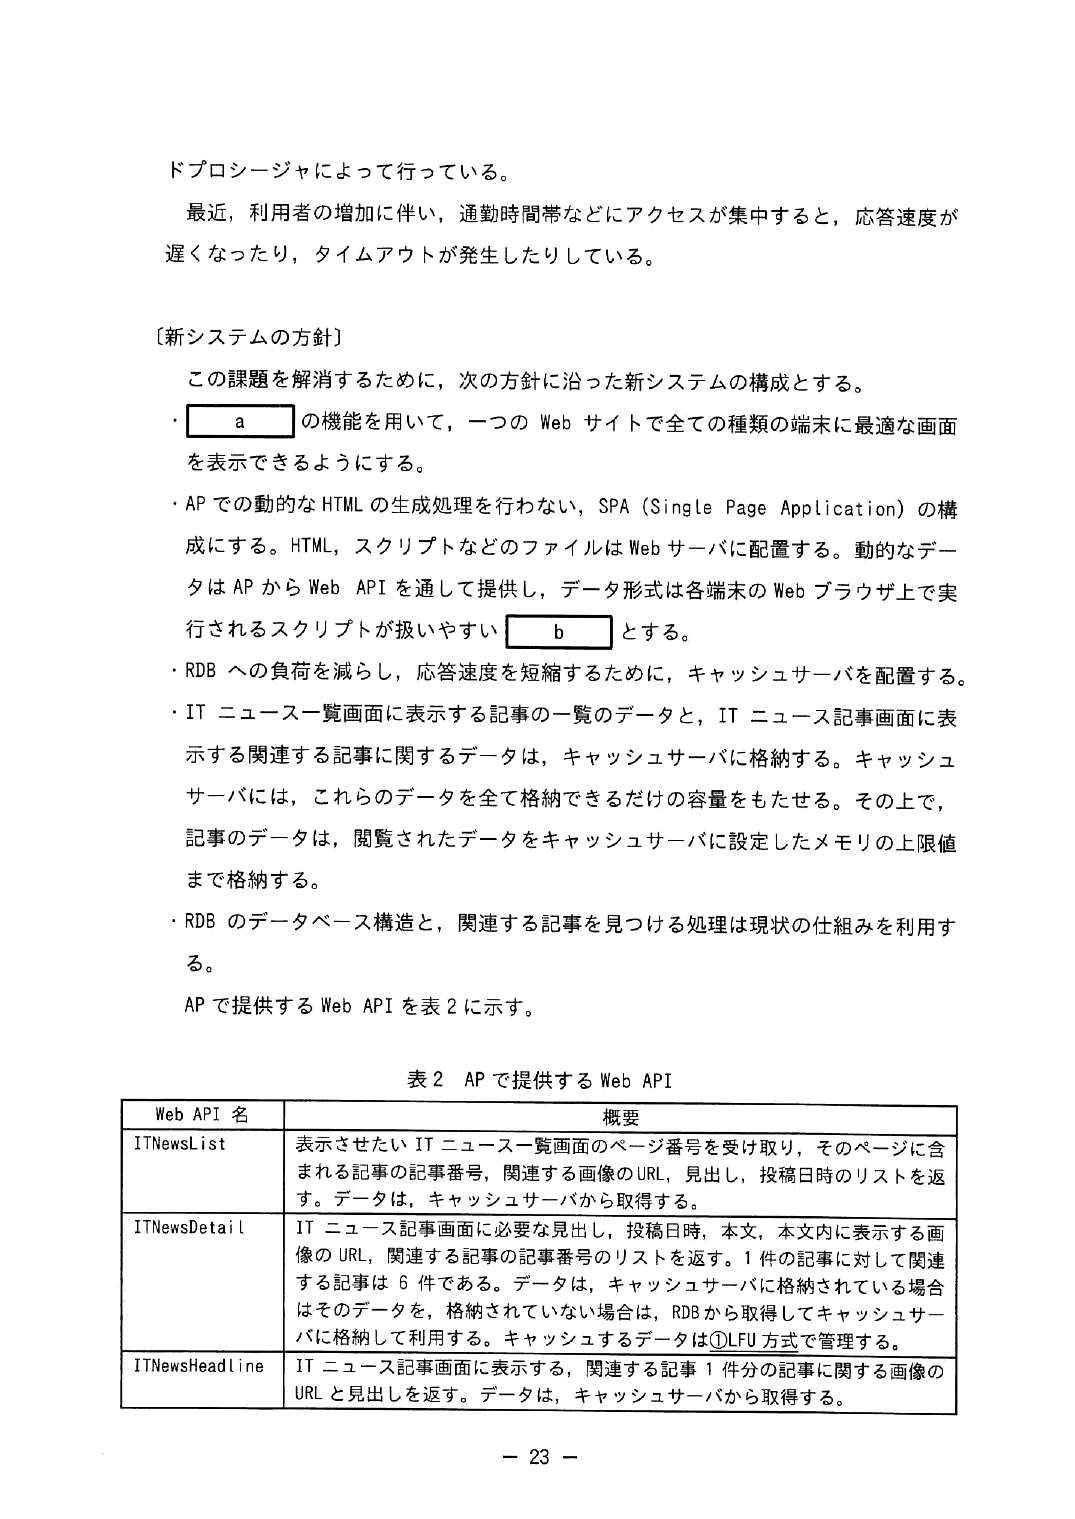 ドプロシージャによって行っている。
最近，利用者の増加に伴い，通勤時間帯などにアクセスが集中すると，応答速度が
遅くなったり，タイムアウトが発生したりしている。
〔新システムの方針〕
この課題を解消するために，次の方針に沿った新システムの構成とする。
・ a の機能を用いて，一つの Web サイトで全ての種類の端末に最適な画面
を表示できるようにする。
・AP での動的な HTML の生成処理を行わない，SPA（Single Page Application）の構
成にする。HTML，スクリプトなどのファイルは Web サーバに配置する。動的なデー
タは AP から Web API を通して提供し，データ形式は各端末の Web ブラウザ上で実
行されるスクリプトが扱いやすい b とする。
・RDB への負荷を減らし，応答速度を短縮するために，キャッシュサーバを配置する。
・IT ニュース一覧画面に表示する記事の一覧のデータと，IT ニュース記事画面に表
示する関連する記事に関するデータは，キャッシュサーバに格納する。キャッシュ
サーバには，これらのデータを全て格納できるだけの容量をもたせる。その上で，
記事のデータは，閲覧されたデータをキャッシュサーバに設定したメモリの上限値
まで格納する。
・RDB のデータベース構造と，関連する記事を見つける処理は現状の仕組みを利用す
る。
AP で提供する Web API を表 2 に示す。
表 2 AP で提供する Web API
Web API 名 概要
ITNewsList 表示させたい IT ニュース一覧画面のページ番号を受け取り，そのページに含
まれる記事の記事番号，関連する画像の URL，見出し，投稿日時のリストを返
す。データは，キャッシュサーバから取得する。
ITNewsDetail IT ニュース記事画面に必要な見出し，投稿日時，本文，本文内に表示する画
像の URL，関連する記事の記事番号のリストを返す。1 件の記事に対して関連
する記事は 6 件である。データは，キャッシュサーバに格納されている場合
はそのデータを，格納されていない場合は，RDB から取得してキャッシュサー
バに格納して利用する。キャッシュするデータは①LFU 方式で管理する。
ITNewsHeadline IT ニュース記事画面に表示する，関連する記事 1 件分の記事に関する画像の
URL と見出しを返す。データは，キャッシュサーバから取得する。
－ 23 －